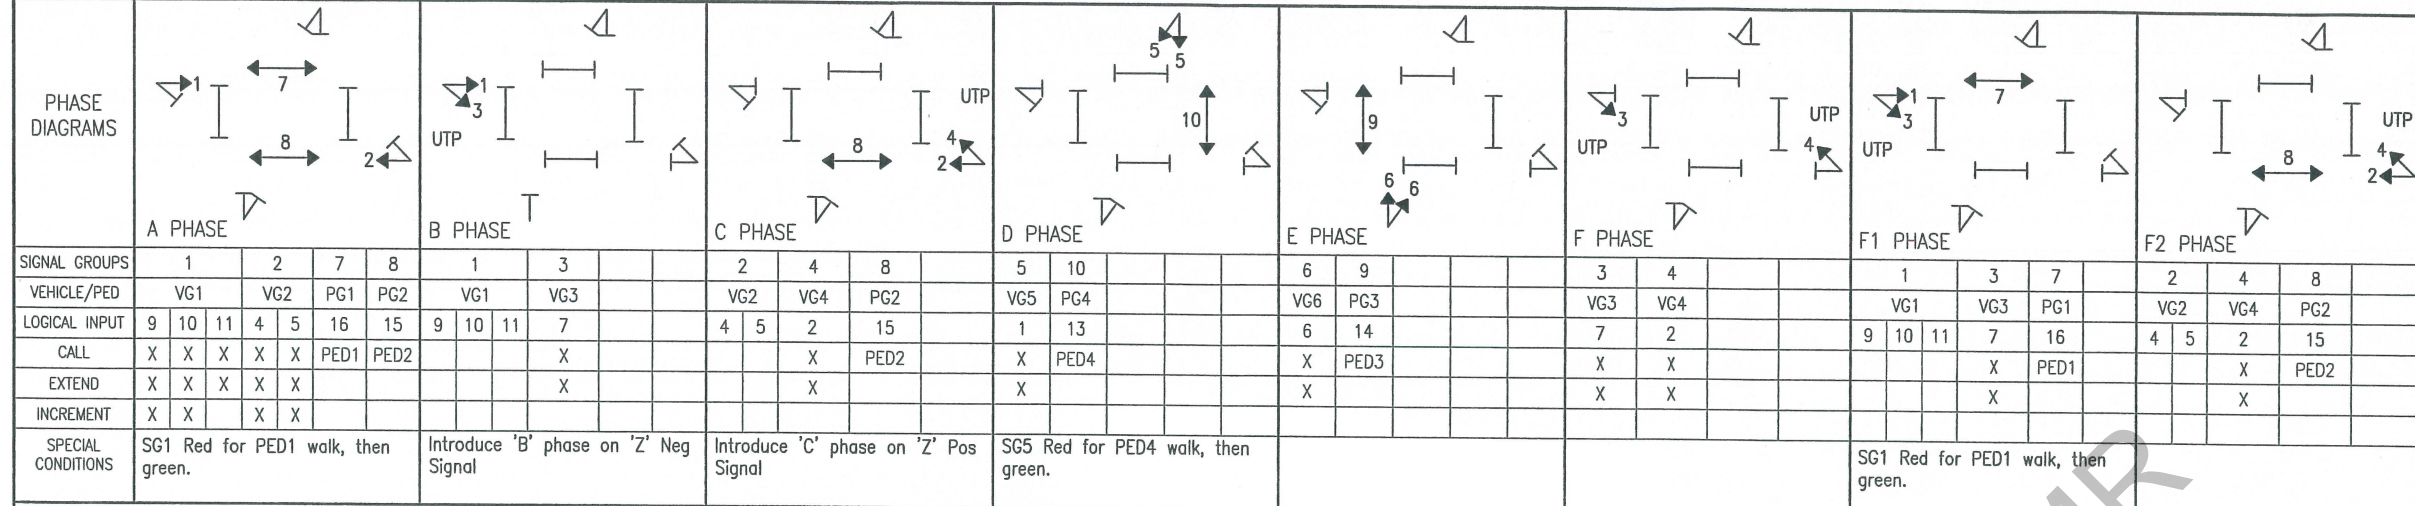 PHASE
DIAGRAMS
1
7
8
2
A PHASE
1
3
UTP
B PHASE
UTP
4
2
8
C PHASE
5
5
10
D PHASE
9
6
6
E PHASE
3
UTP
UTP
4
F PHASE
1
3
7
UTP
F1 PHASE
UTP
4
2
8
F2 PHASE
SIGNAL GROUPS 1 2 7 8 1 3 2 4 8 5 10 6 9 3 4 1 3 7 2 4 8
VEHICLE/PED VG1 VG2 PG1 PG2 VG1 VG3 VG2 VG4 PG2 VG5 PG4 VG6 PG3 VG3 VG4 VG1 VG3 PG1 VG2 VG4 PG2
LOGICAL INPUT 9 10 11 4 5 16 15 9 10 11 7 4 5 2 15 1 13 6 14 7 2 9 10 11 7 16 4 5 2 15
CALL X X X X X PED1 PED2 X X PED2 X PED4 X PED3 X X X PED1 X PED2
EXTEND X X X X X X X X X X X X X
INCREMENT X X X X
SPECIAL
CONDITIONS
SG1 Red for PED1 walk, then
green.
Introduce 'B' phase on 'Z' Neg
Signal
Introduce 'C' phase on 'Z' Pos
Signal
SG5 Red for PED4 walk, then
green.
SG1 Red for PED1 walk, then
green.